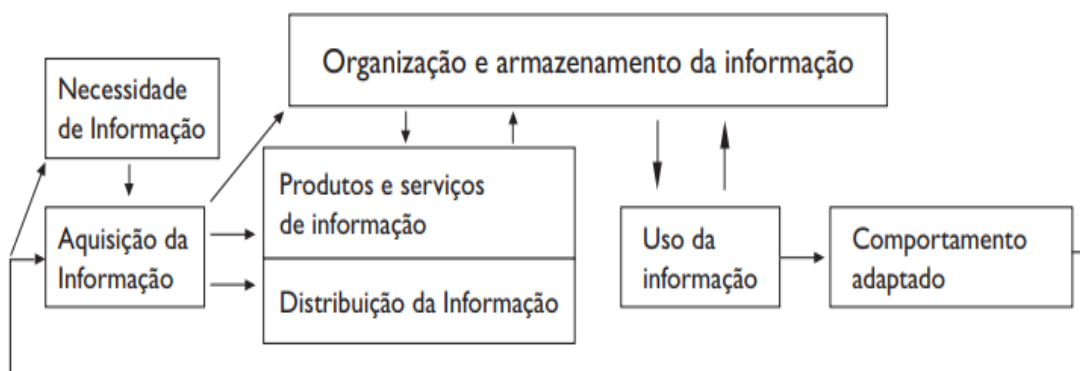 Organização e armazenamento da informação
Necessidade
de Informação
Aquisição da
Informação
Produtos e serviços
de informação
Distribuição da Informação
Uso da
informação
Comportamento
adaptado